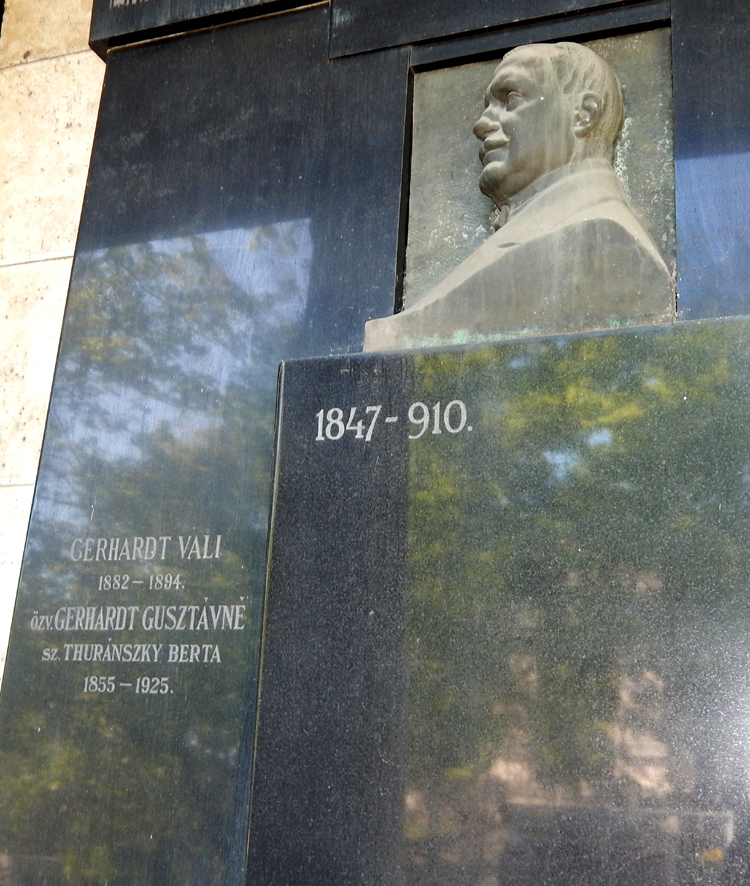 1847-910.
GERHARDT VALI
1882-1894.
özv. GERHARDT GUSZTÁVNÉ
SZ. THURÁNSZKY BERTA
1855-1925.